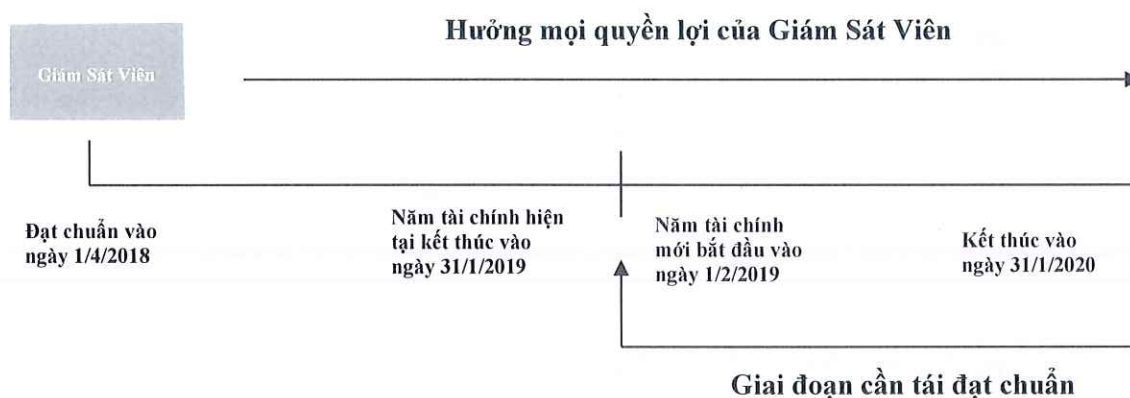 Hưởng mọi quyền lợi của Giám Sát Viên
Giám Sát Viên
Đạt chuẩn vào
ngày 1/4/2018
Năm tài chính hiện
tại kết thúc vào
ngày 31/1/2019
Năm tài chính
mới bắt đầu vào
ngày 1/2/2019
Kết thúc vào
ngày 31/1/2020
Giai đoạn cần tái đạt chuẩn